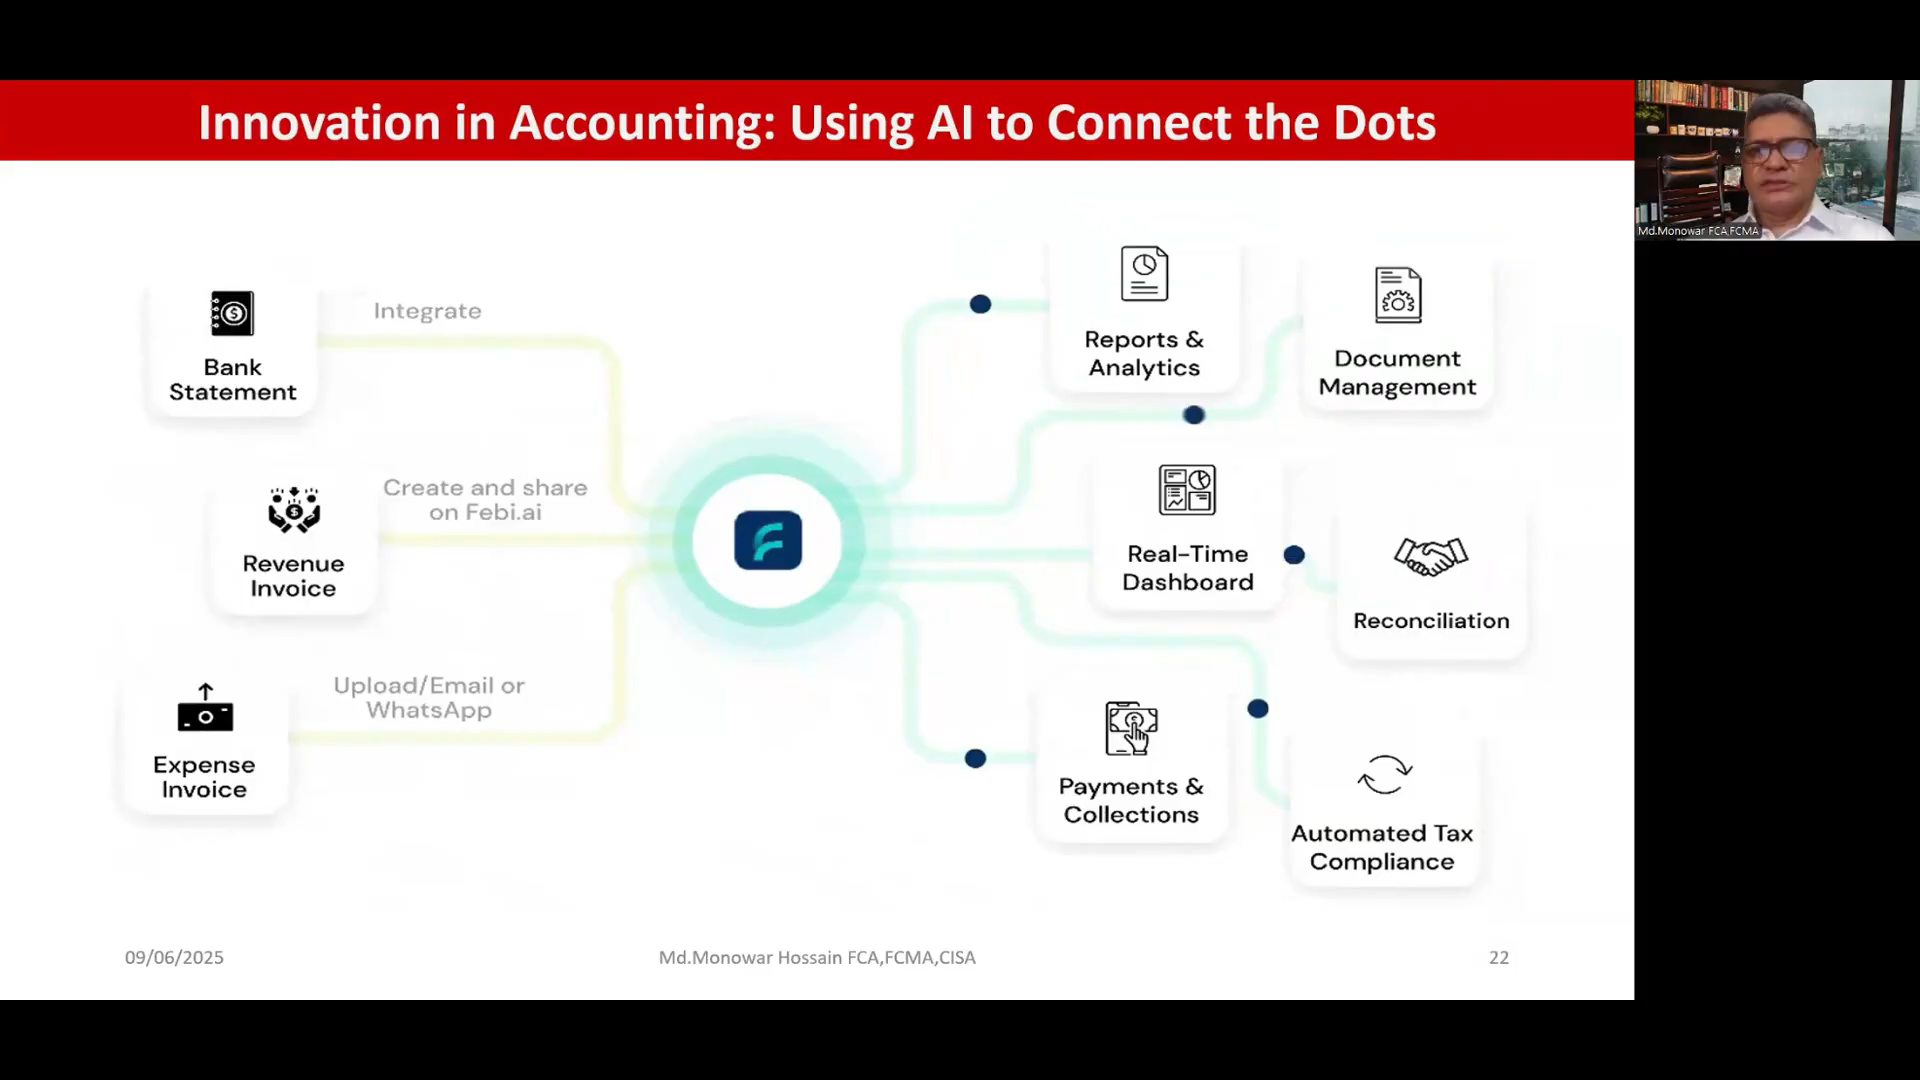 Innovation in Accounting: Using AI to Connect the Dots
Md.Monowar FCA,FCMA
Bank
Statement
Integrate
Revenue
Invoice
Create and share
on Febi.ai
Expense
Invoice
Upload/Email or
WhatsApp
Reports &
Analytics
Document
Management
Real-Time
Dashboard
Reconciliation
Payments &
Collections
Automated Tax
Compliance
09/06/2025
Md.Monowar Hossain FCA,FCMA,CISA
22